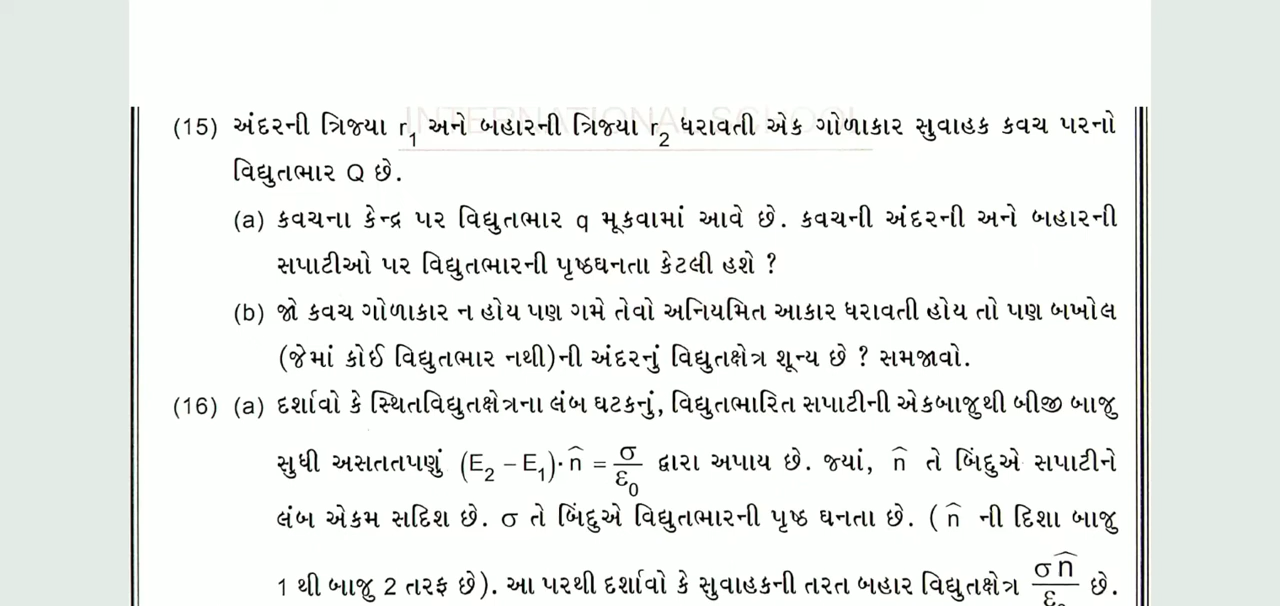 INTERNATIONAL SCHOOL
(15) અંદરની ત્રિજ્યા r₁ અને બહારની ત્રિજ્યા r₂ ધરાવતી એક ગોળાકાર સુવાહક કવચ પરનો
વિદ્યુતભાર Q છે.
(a) કવચના કેન્દ્ર પર વિદ્યુતભાર q મૂકવામાં આવે છે. કવચની અંદરની અને બહારની
સપાટીઓ પર વિદ્યુતભારની પૃષ્ઠઘનતા કેટલી હશે ?
(b) જો કવચ ગોળાકાર ન હોય પણ ગમે તેવો અનિયમિત આકાર ધરાવતી હોય તો પણ બખોલ
(જેમાં કોઈ વિદ્યુતભાર નથી)ની અંદરનું વિદ્યુતક્ષેત્ર શૂન્ય છે ? સમજાવો.
(16) (a) દર્શાવો કે સ્થિતવિદ્યુતક્ષેત્રના લંબ ઘટકનું, વિદ્યુતભારિત સપાટીની એકબાજુથી બીજી બાજુ
સુધી અસતતપણું (E₂ − E₁)·n̂ = σ/ε₀ દ્વારા અપાય છે. જ્યાં, n̂ તે બિંદુએ સપાટીને
લંબ એકમ સદિશ છે. σ તે બિંદુએ વિદ્યુતભારની પૃષ્ઠ ઘનતા છે. ( n̂ ની દિશા બાજુ
1 થી બાજુ 2 તરફ છે). આ પરથી દર્શાવો કે સુવાહકની તરત બહાર વિદ્યુતક્ષેત્ર σn̂/ε₀ છે.